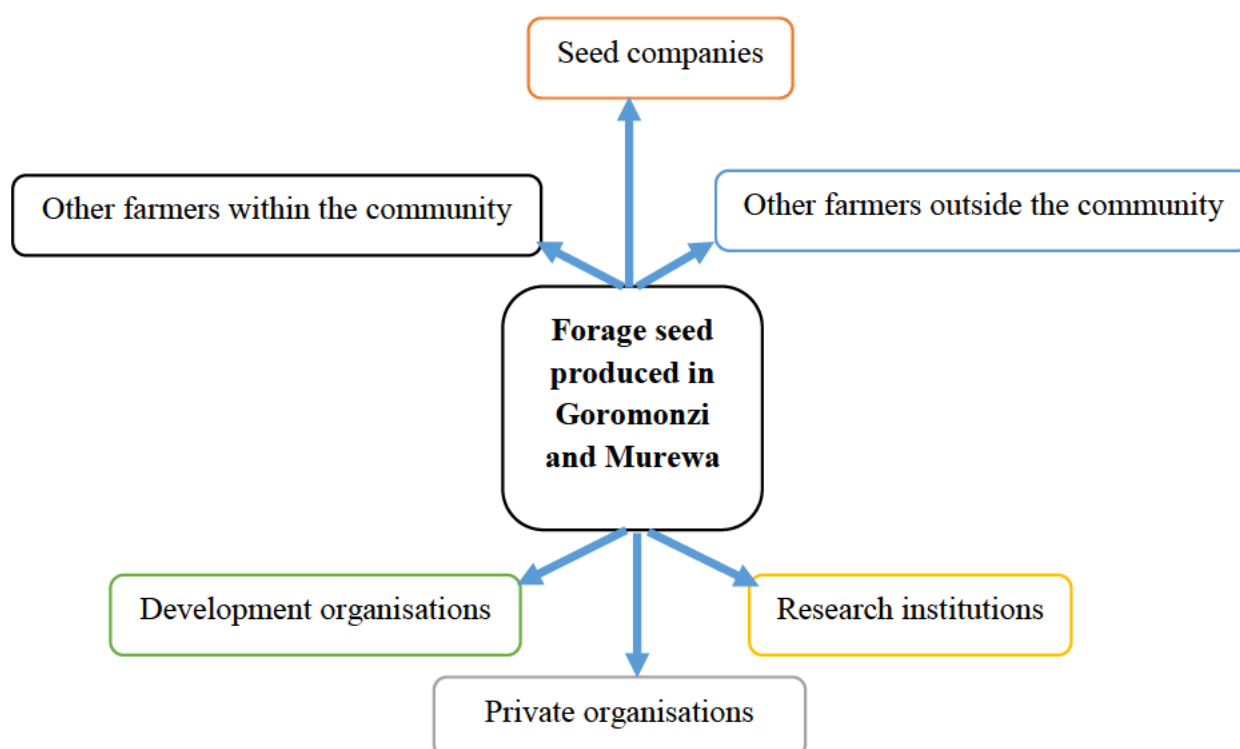 Seed companies
Other farmers within the community
Other farmers outside the community
Forage seed
produced in
Goromonzi
and Murewa
Development organisations
Research institutions
Private organisations